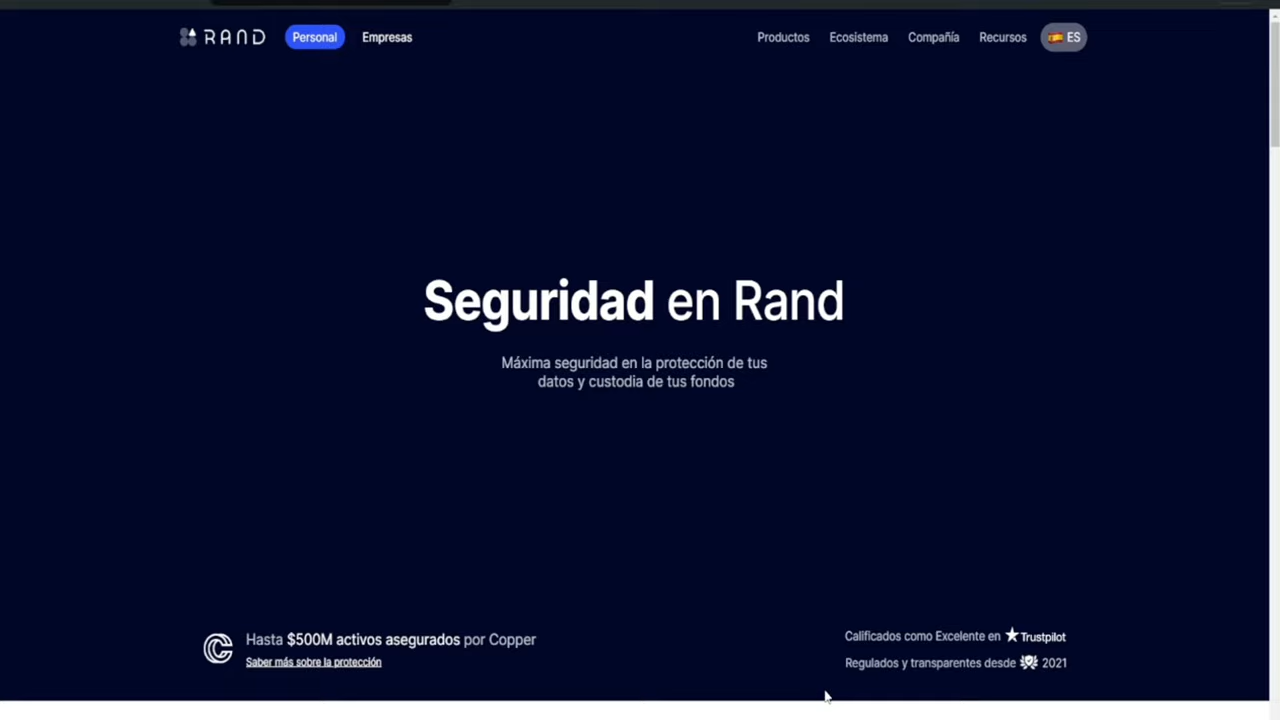 RAND Personal Empresas Productos Ecosistema Compañía Recursos ES
Seguridad en Rand
Máxima seguridad en la protección de tus
datos y custodia de tus fondos
Hasta $500M activos asegurados por Copper
Saber más sobre la protección
Calificados como Excelente en Trustpilot
Regulados y transparentes desde 2021